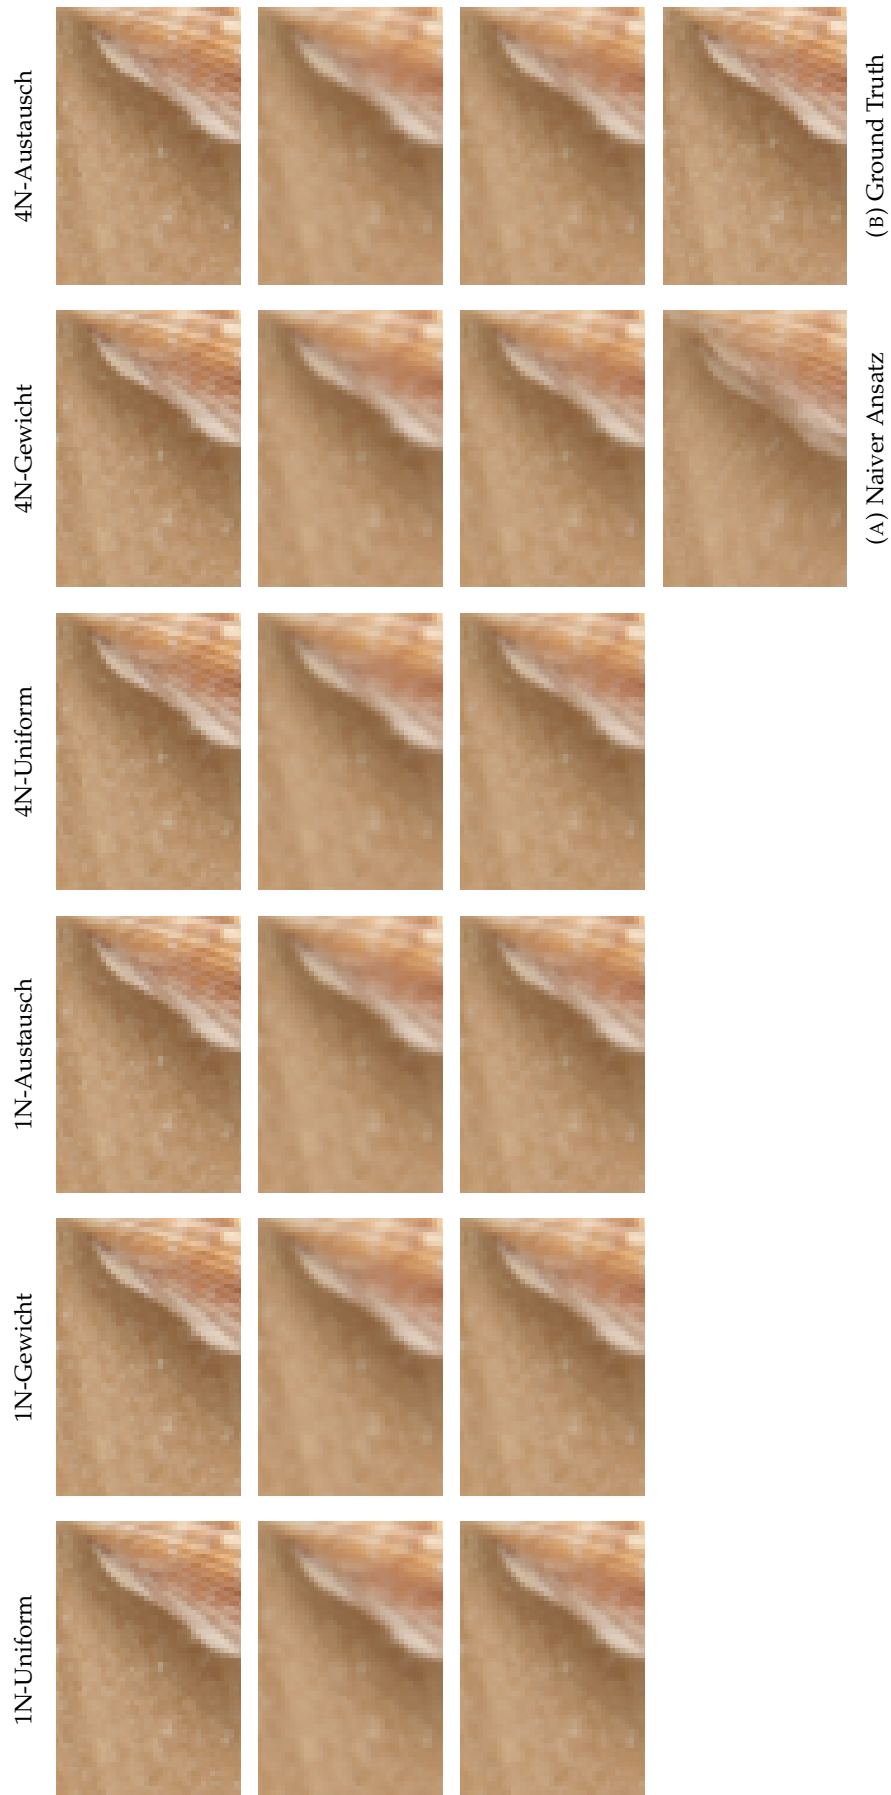 1N-Uniform
1N-Gewicht
1N-Austausch
4N-Uniform
4N-Gewicht
4N-Austausch
(A) Naiver Ansatz
(B) Ground Truth